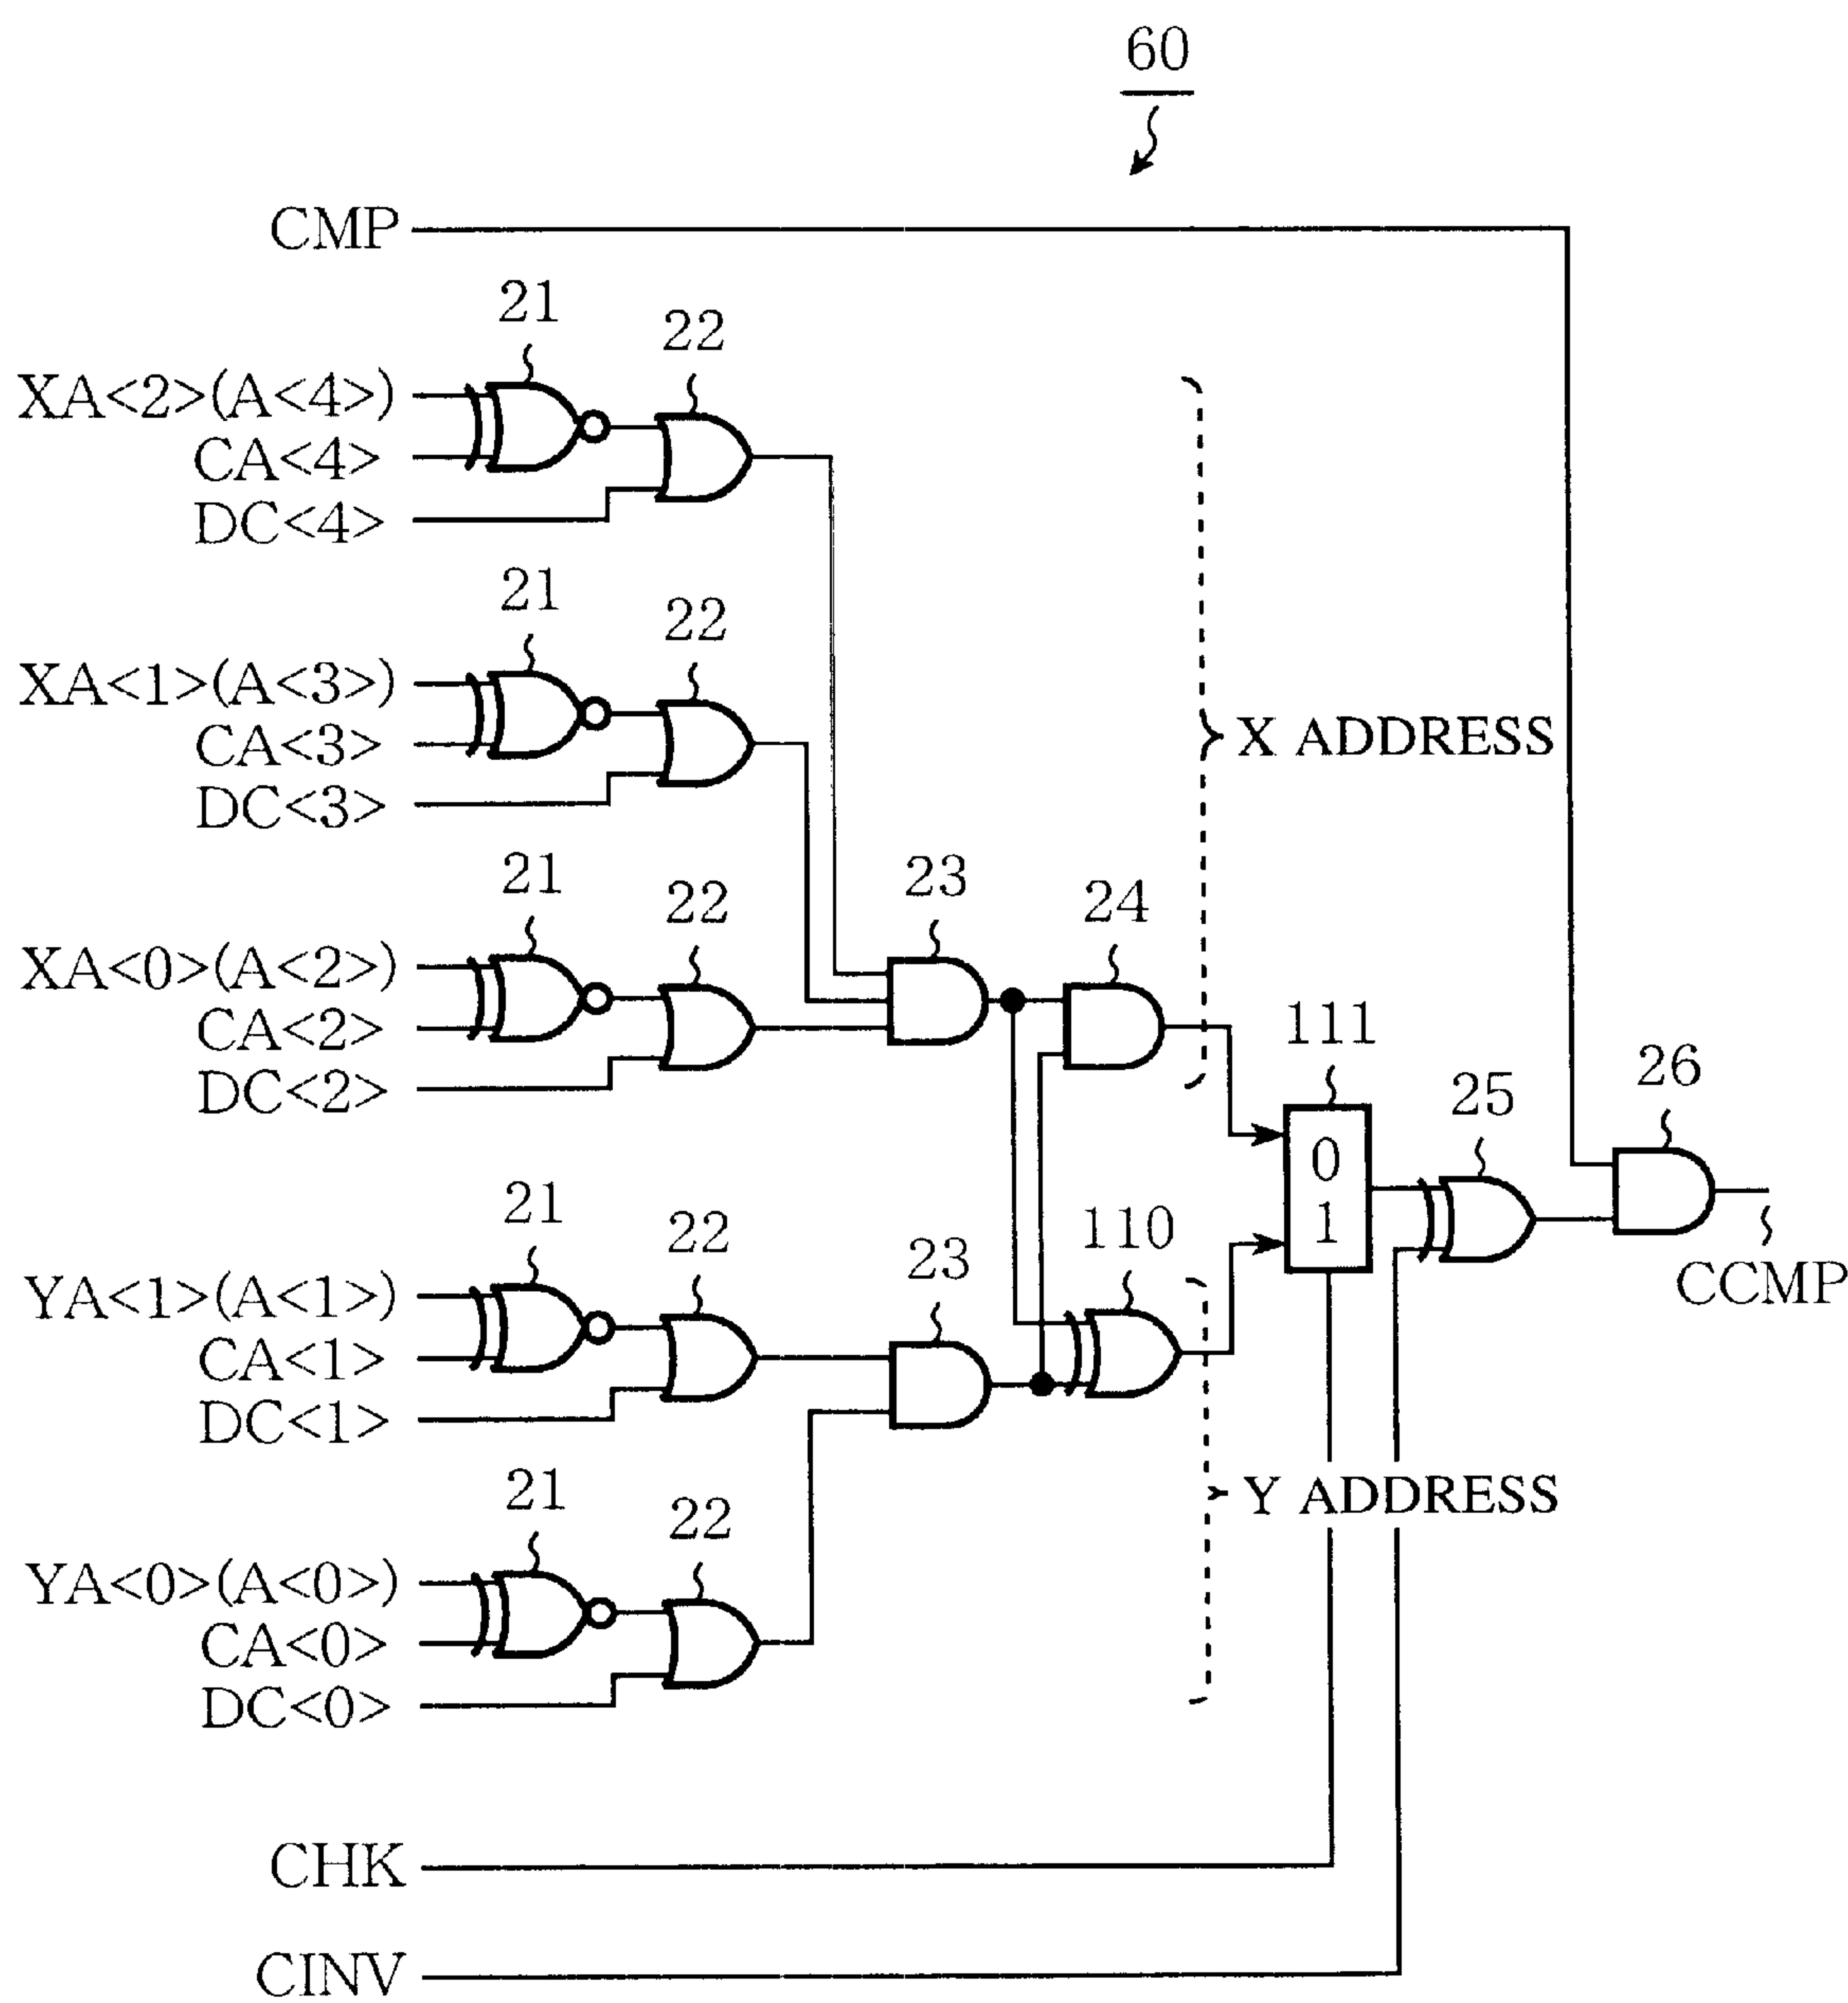 60
CMP
21
22
XA<2>(A<4>)
CA<4>
DC<4>
21
22
XA<1>(A<3>)
CA<3>
DC<3>
X ADDRESS
21
22
23
24
XA<0>(A<2>)
CA<2>
DC<2>
111
0
1
25
26
21
22
23
110
YA<1>(A<1>)
CA<1>
DC<1>
CCMP
21
22
Y ADDRESS
YA<0>(A<0>)
CA<0>
DC<0>
CHK
CINV